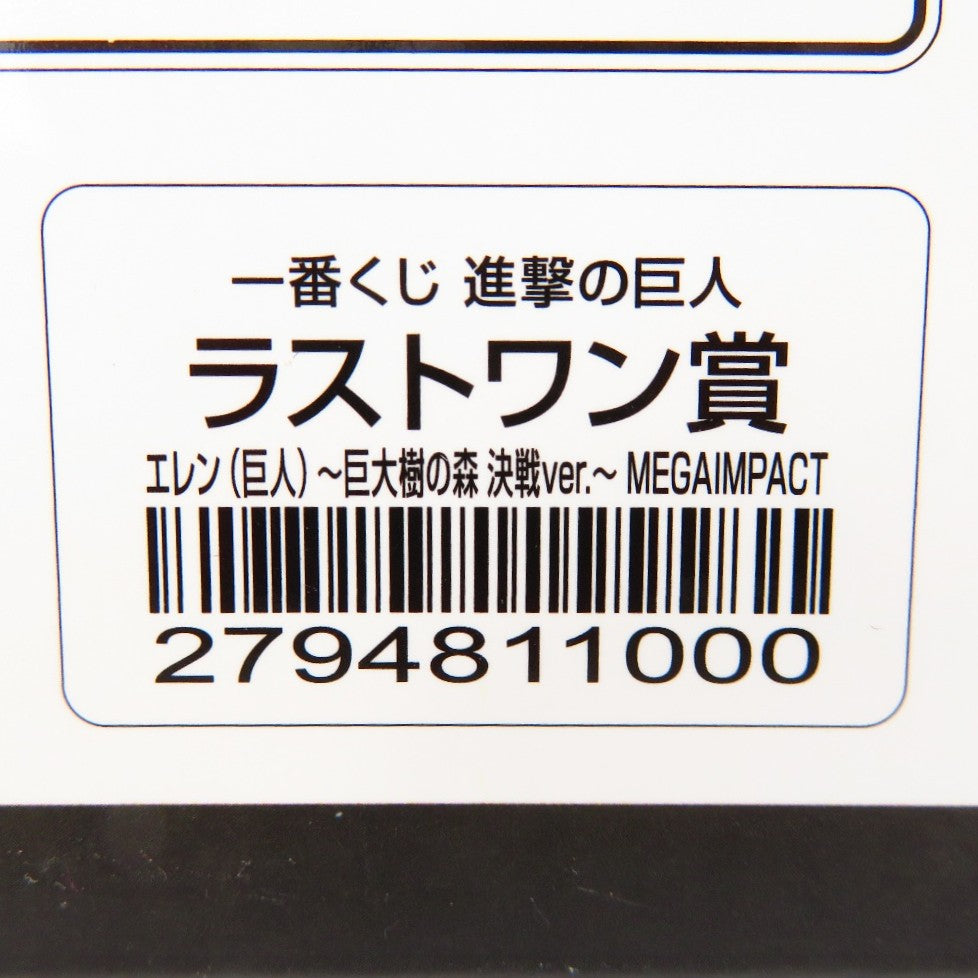 一番くじ 進撃の巨人
ラストワン賞
エレン(巨人)~巨大樹の森 決戦ver.~ MEGAIMPACT
2794811000